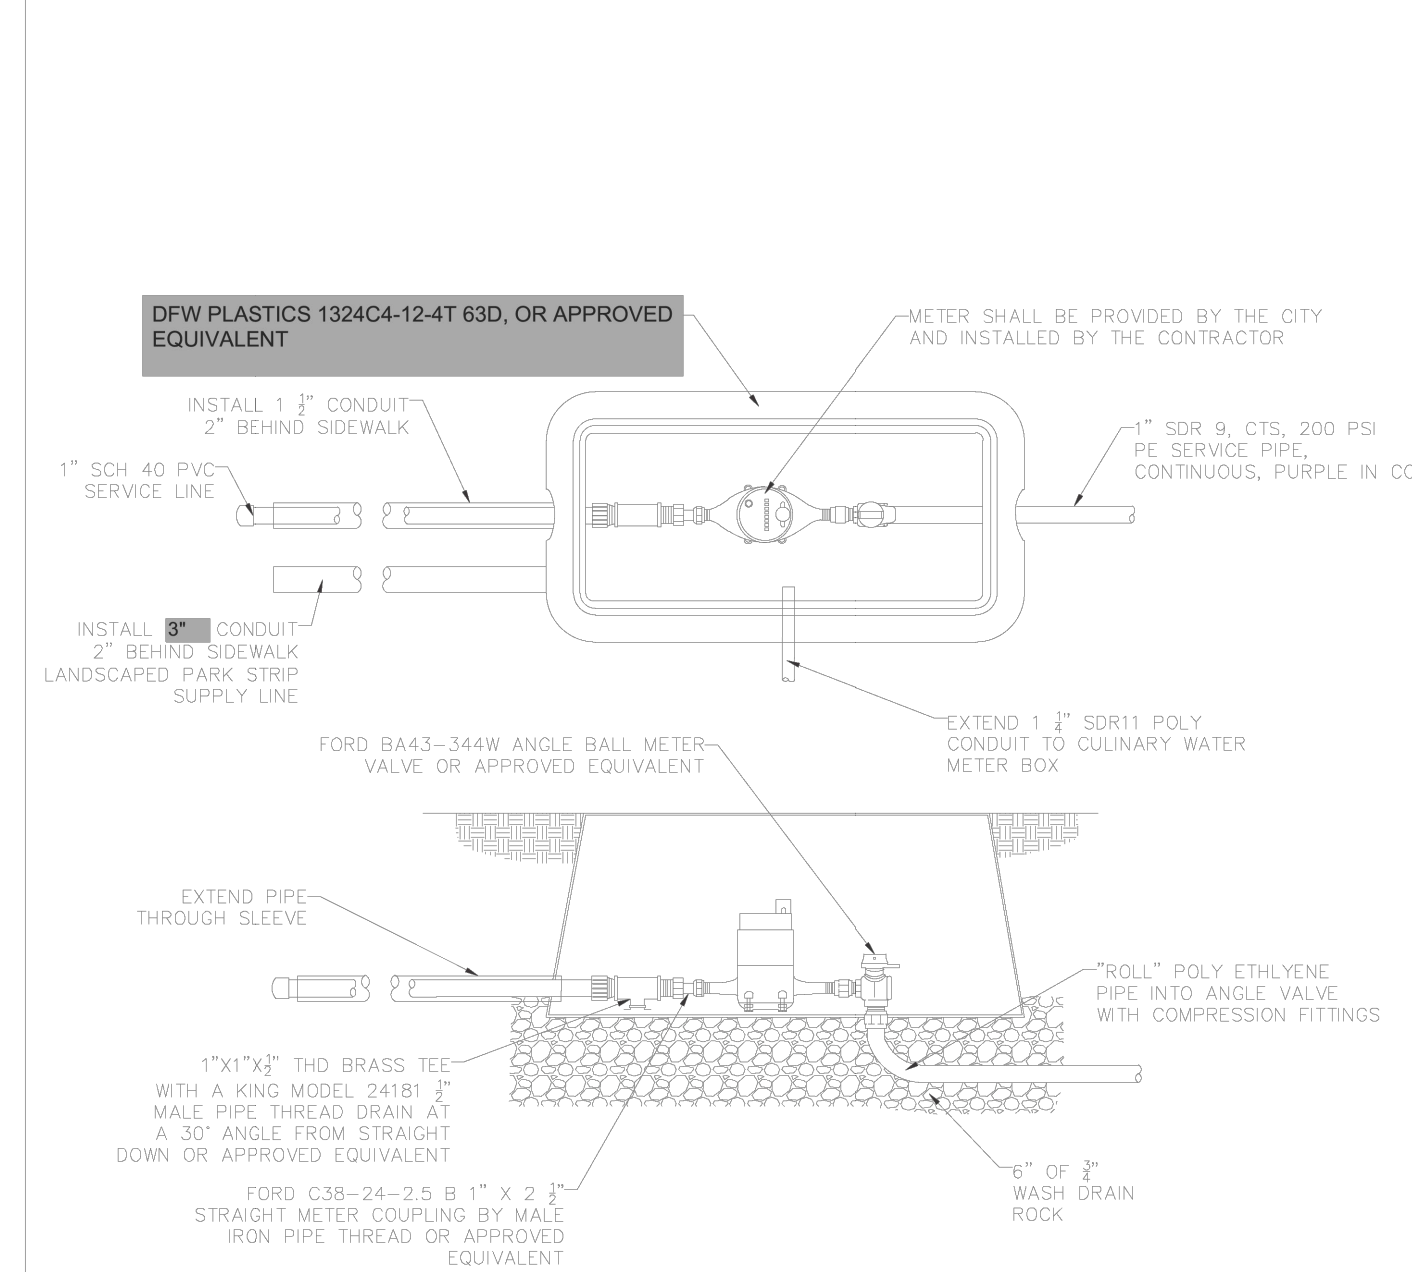 DFW PLASTICS 1324C4-12-4T 63D, OR APPROVED
EQUIVALENT
METER SHALL BE PROVIDED BY THE CITY
AND INSTALLED BY THE CONTRACTOR
INSTALL 1 1/2" CONDUIT
2" BEHIND SIDEWALK
1" SCH 40 PVC
SERVICE LINE
1" SDR 9, CTS, 200 PSI
PE SERVICE PIPE,
CONTINUOUS, PURPLE IN
INSTALL 3" CONDUIT
2" BEHIND SIDEWALK
LANDSCAPED PARK STRIP
SUPPLY LINE
EXTEND 1 1/4" SDR11 POLY
CONDUIT TO CULINARY WATER
METER BOX
FORD BA43-344W ANGLE BALL METER
VALVE OR APPROVED EQUIVALENT
EXTEND PIPE
THROUGH SLEEVE
"ROLL" POLY ETHLYENE
PIPE INTO ANGLE VALVE
WITH COMPRESSION FITTINGS
1"X1"X1/2" THD BRASS TEE
WITH A KING MODEL 24181 1/2"
MALE PIPE THREAD DRAIN AT
A 30° ANGLE FROM STRAIGHT
DOWN OR APPROVED EQUIVALENT
6" OF 3/4"
WASH DRAIN
ROCK
FORD C38-24-2.5 B 1" X 2 1/2"
STRAIGHT METER COUPLING BY MALE
IRON PIPE THREAD OR APPROVED
EQUIVALENT